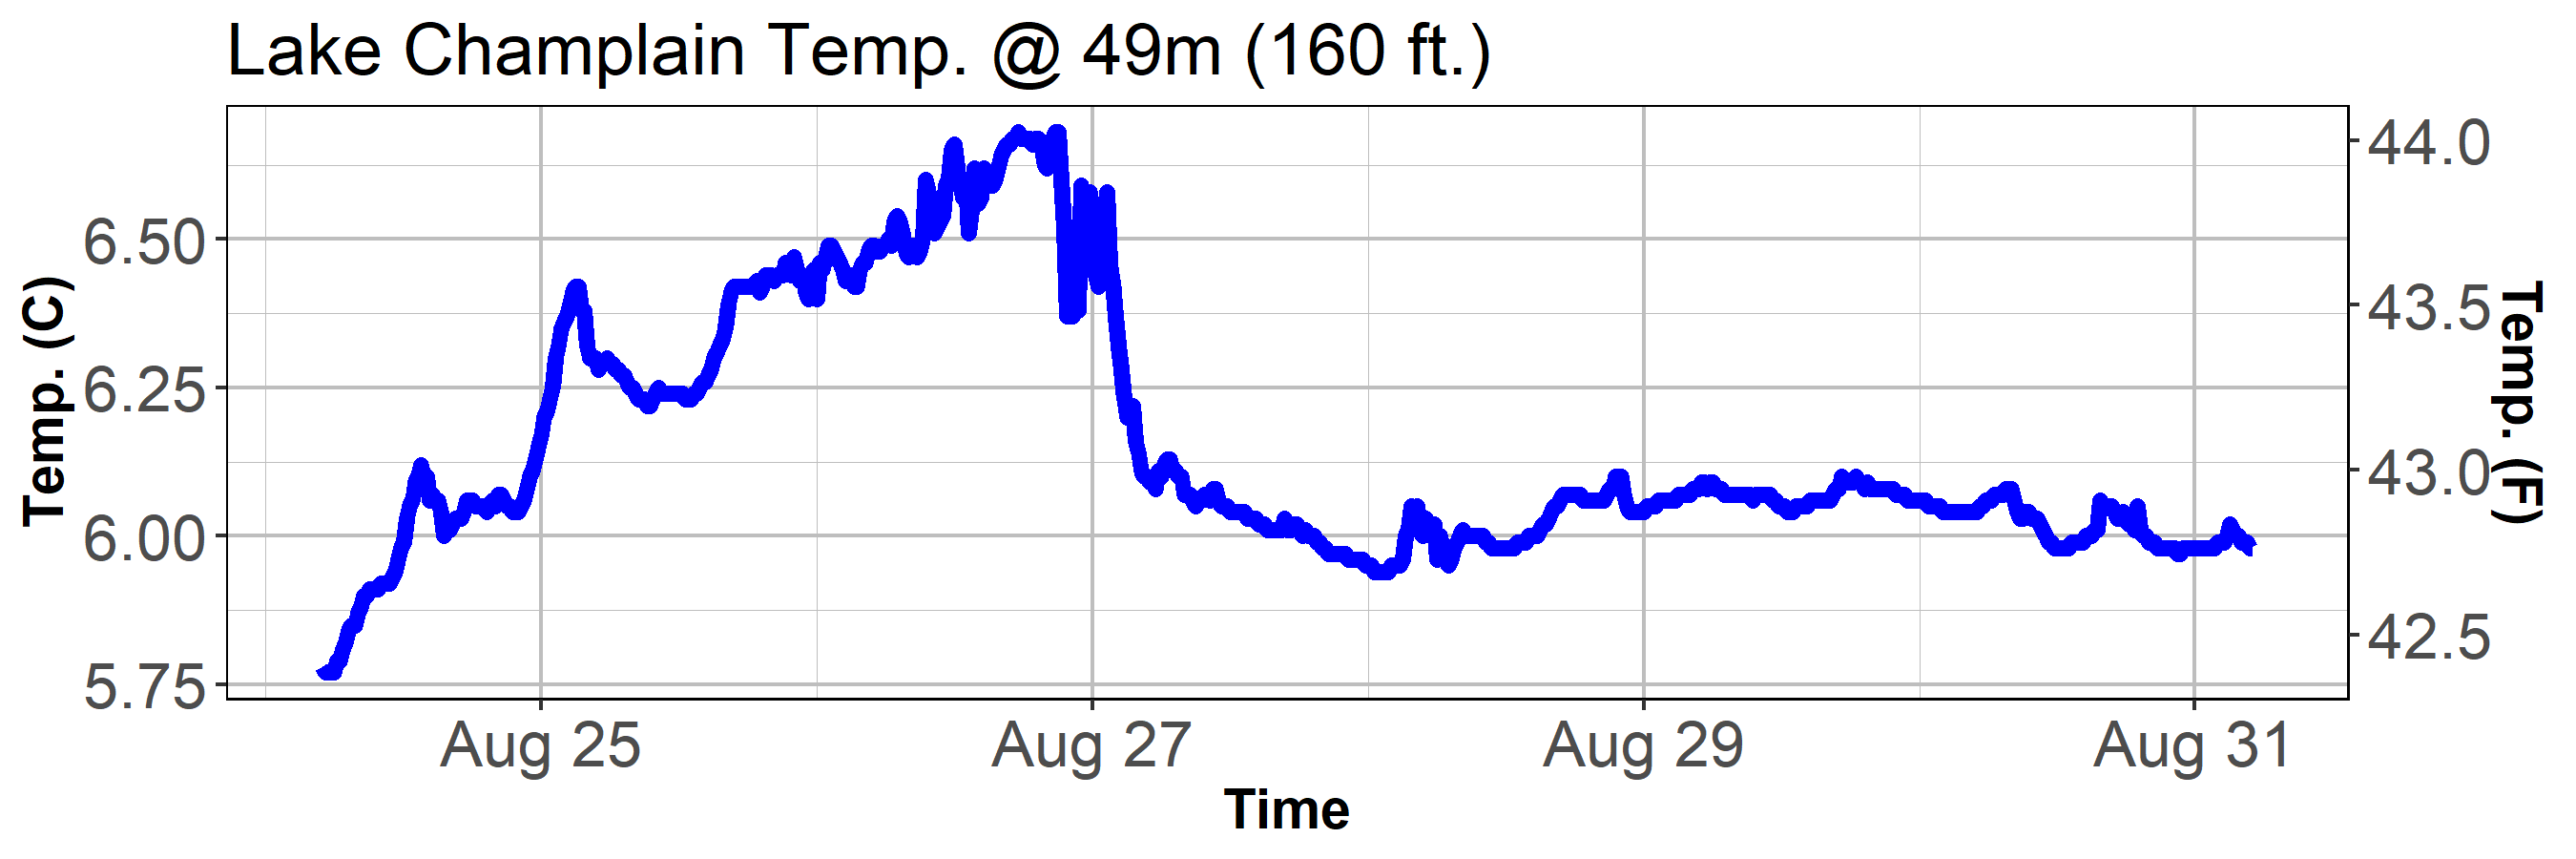 Lake Champlain Temp. @ 49m (160 ft.)
Temp. (C)
6.50
6.25
6.00
5.75
44.0
43.5
43.0
42.5
Temp. (F)
Aug 25
Aug 27
Aug 29
Aug 31
Time